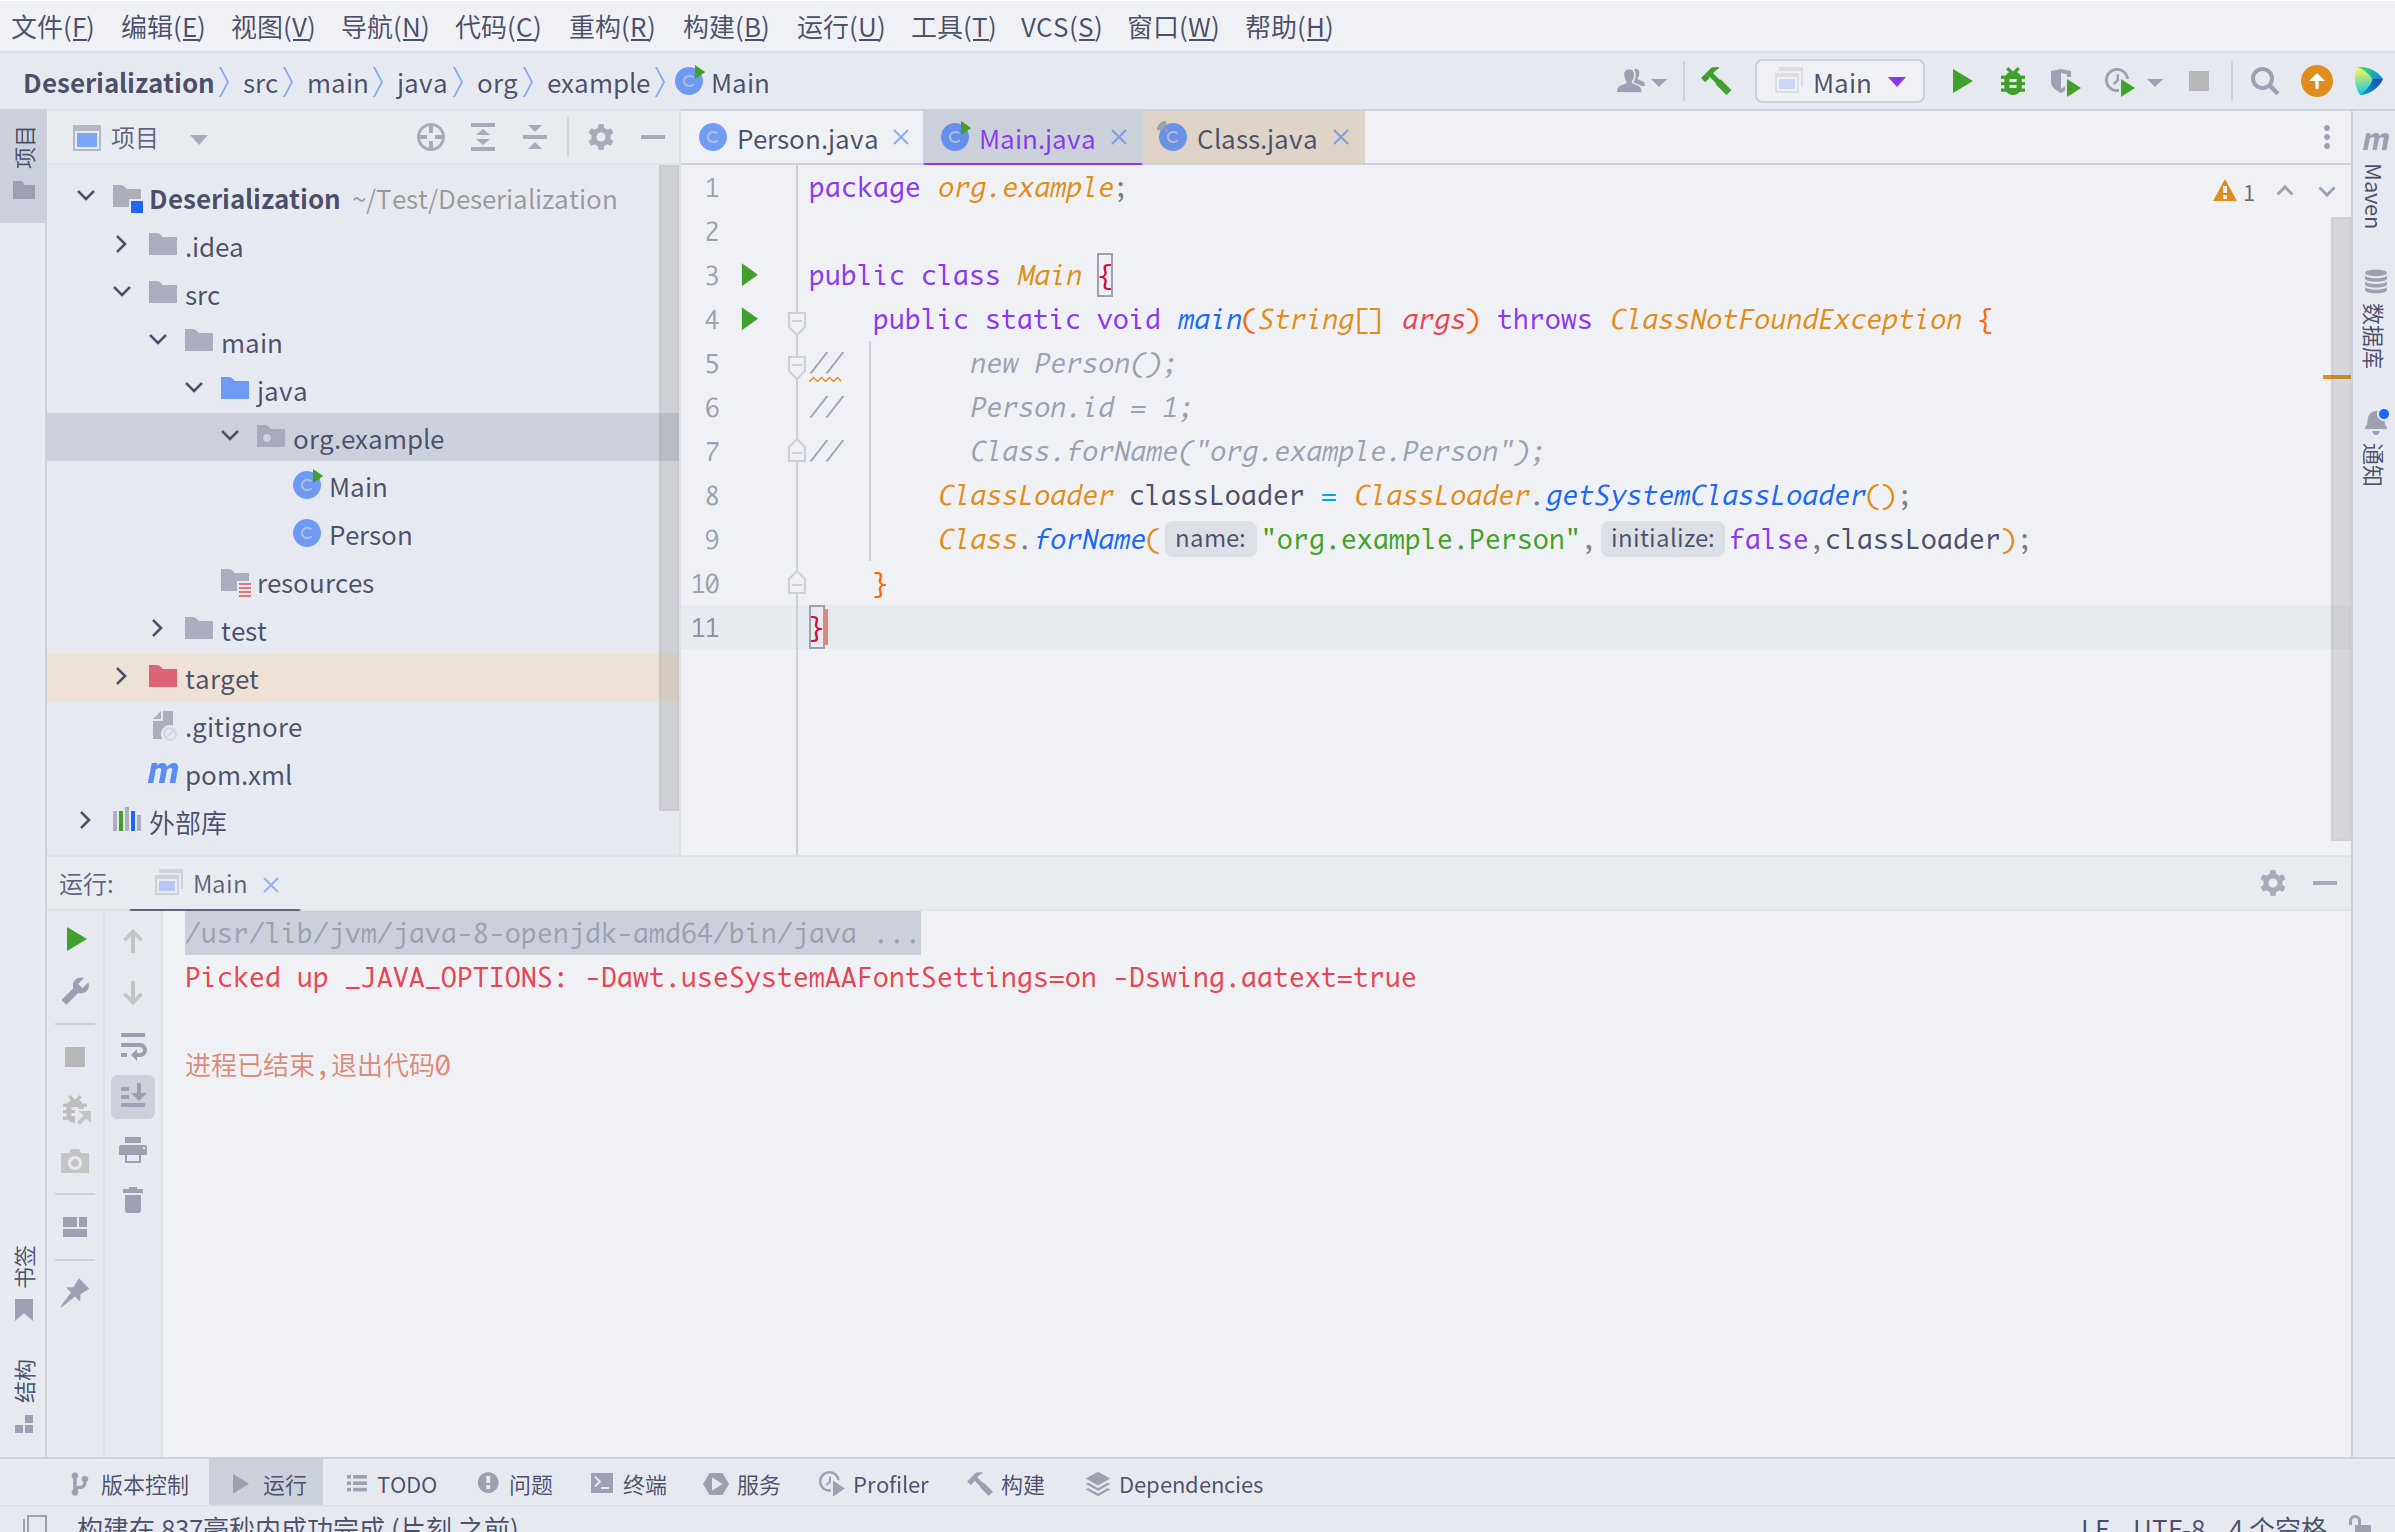 文件(F) 编辑(E) 视图(V) 导航(N) 代码(C) 重构(R) 构建(B) 运行(U) 工具(T) VCS(S) 窗口(W) 帮助(H)
Deserialization src main java org example Main
Main
项目
项目
Person.java Main.java Class.java
Deserialization ~/Test/Deserialization
.idea
src
main
java
org.example
Main
Person
resources
test
target
.gitignore
pom.xml
外部库
1 package org.example;
2
3 public class Main {
4     public static void main(String[] args) throws ClassNotFoundException {
5 //        new Person();
6 //        Person.id = 1;
7 //        Class.forName("org.example.Person");
8         ClassLoader classLoader = ClassLoader.getSystemClassLoader();
9         Class.forName( name: "org.example.Person", initialize: false,classLoader);
10     }
11 }
1
Maven
数据库
通知
运行: Main
/usr/lib/jvm/java-8-openjdk-amd64/bin/java ...
Picked up _JAVA_OPTIONS: -Dawt.useSystemAAFontSettings=on -Dswing.aatext=true
进程已结束,退出代码0
书签
结构
版本控制 运行 TODO 问题 终端 服务 Profiler 构建 Dependencies
构建在 837毫秒内成功完成 (片刻 之前) LF UTF-8 4 个空格